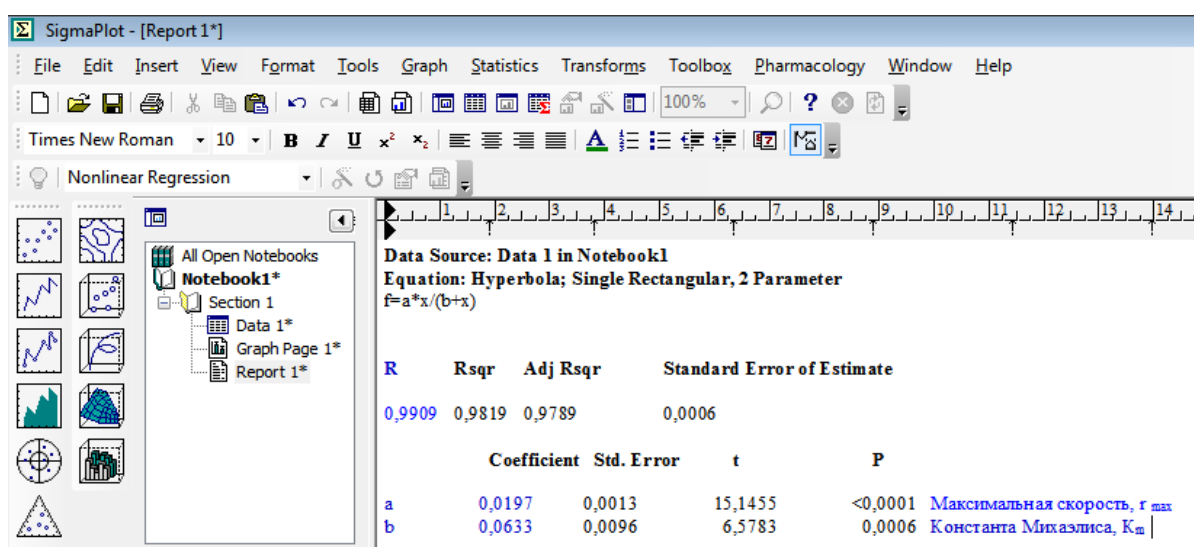 SigmaPlot - [Report 1*]
File Edit Insert View Format Tools Graph Statistics Transforms Toolbox Pharmacology Window Help
100%
Times New Roman 10 B I U x² x₂ A
Nonlinear Regression
1 2 3 4 5 6 7 8 9 10 11 12 13 14
All Open Notebooks
Notebook1*
Section 1
Data 1*
Graph Page 1*
Report 1*
Data Source: Data 1 in Notebook1
Equation: Hyperbola; Single Rectangular, 2 Parameter
f=a*x/(b+x)
R Rsqr Adj Rsqr Standard Error of Estimate
0,9909 0,9819 0,9789 0,0006
Coefficient Std. Error t P
a 0,0197 0,0013 15,1455 <0,0001 Максимальная скорость, r max
b 0,0633 0,0096 6,5783 0,0006 Константа Михаэлиса, Km